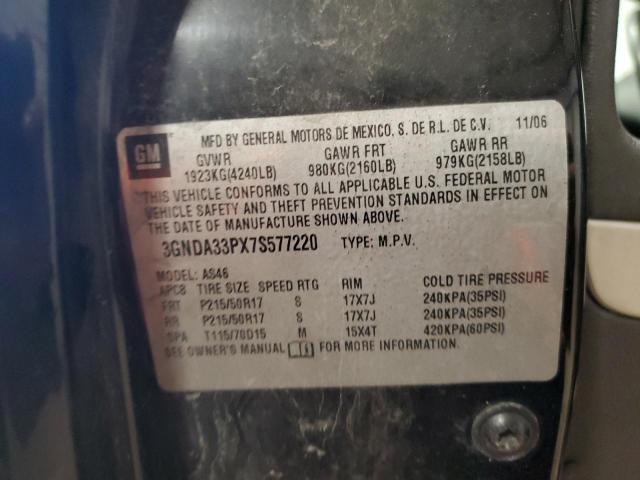 GM MFD BY GENERAL MOTORS DE MEXICO, S. DE R.L. DE C.V. 11/06
GVWR GAWR FRT GAWR RR
1923KG(4240LB) 980KG(2160LB) 979KG(2158LB)
THIS VEHICLE CONFORMS TO ALL APPLICABLE U.S. FEDERAL MOTOR
VEHICLE SAFETY AND THEFT PREVENTION STANDARDS IN EFFECT ON
THE DATE OF MANUFACTURE SHOWN ABOVE.
3GNDA33PX7S577220 TYPE: M.P.V.
MODEL: AS46
APCB TIRE SIZE SPEED RTG RIM COLD TIRE PRESSURE
FRT P215/50R17 S 17X7J 240KPA(35PSI)
RR P215/50R17 S 17X7J 240KPA(35PSI)
SPA T115/70D15 M 15X4T 420KPA(60PSI)
SEE OWNER'S MANUAL FOR MORE INFORMATION.